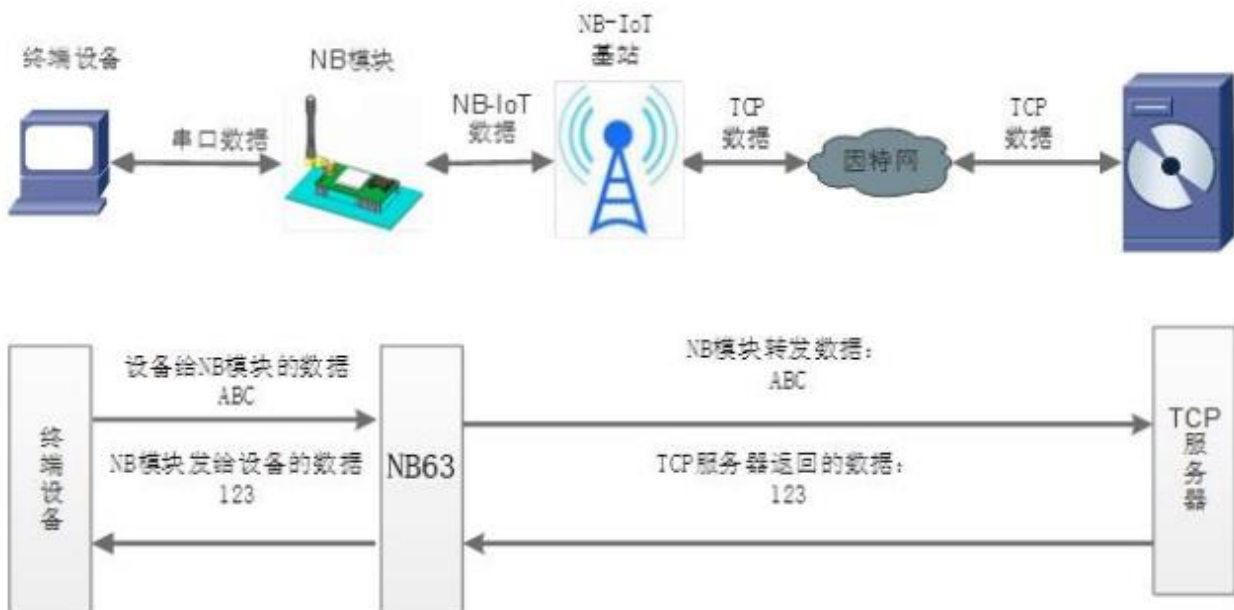 终端设备
NB模块
NB-IoT
基站
串口数据
NB-IoT
数据
TCP
数据
因特网
TCP
数据
设备给NB模块的数据
ABC
NB模块转发数据：
ABC
终端设备
NB模块发给设备的数据
123
NB63
TCP服务器返回的数据：
123
TCP
服务器